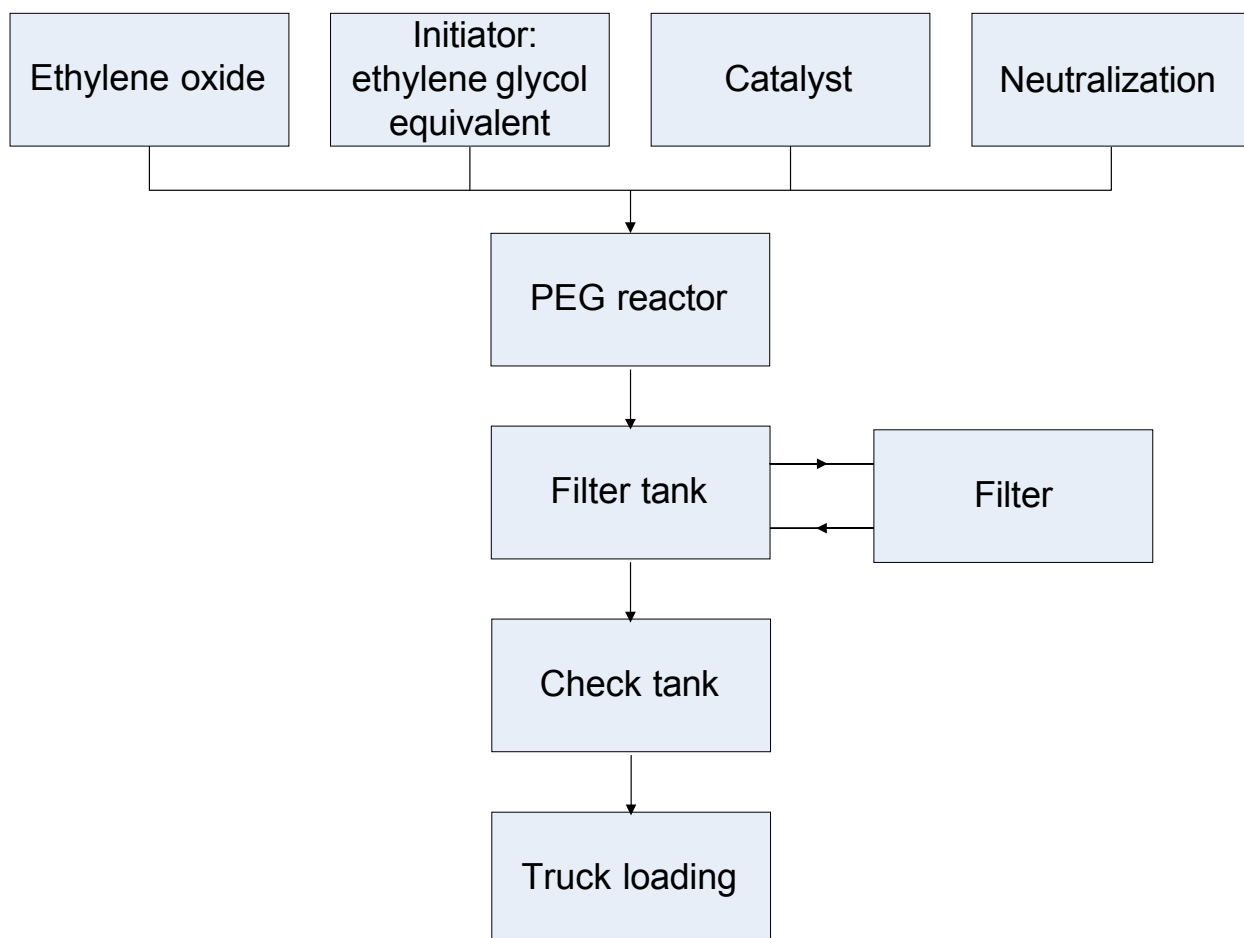 Ethylene oxide
Initiator:
ethylene glycol
equivalent
Catalyst
Neutralization
PEG reactor
Filter tank
Filter
Check tank
Truck loading